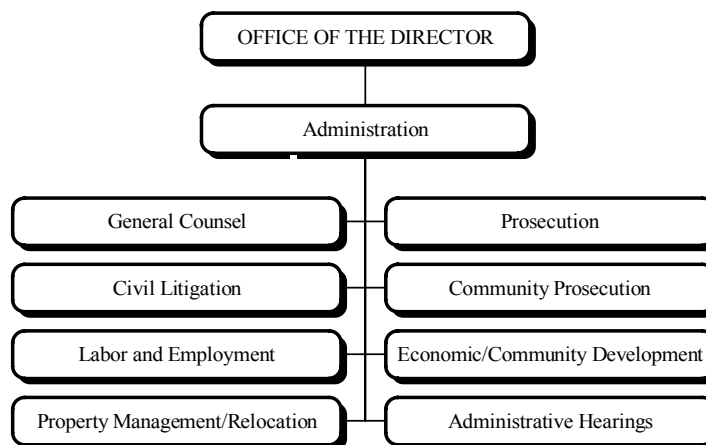 OFFICE OF THE DIRECTOR
Administration
General Counsel
Prosecution
Civil Litigation
Community Prosecution
Labor and Employment
Economic/Community Development
Property Management/Relocation
Administrative Hearings